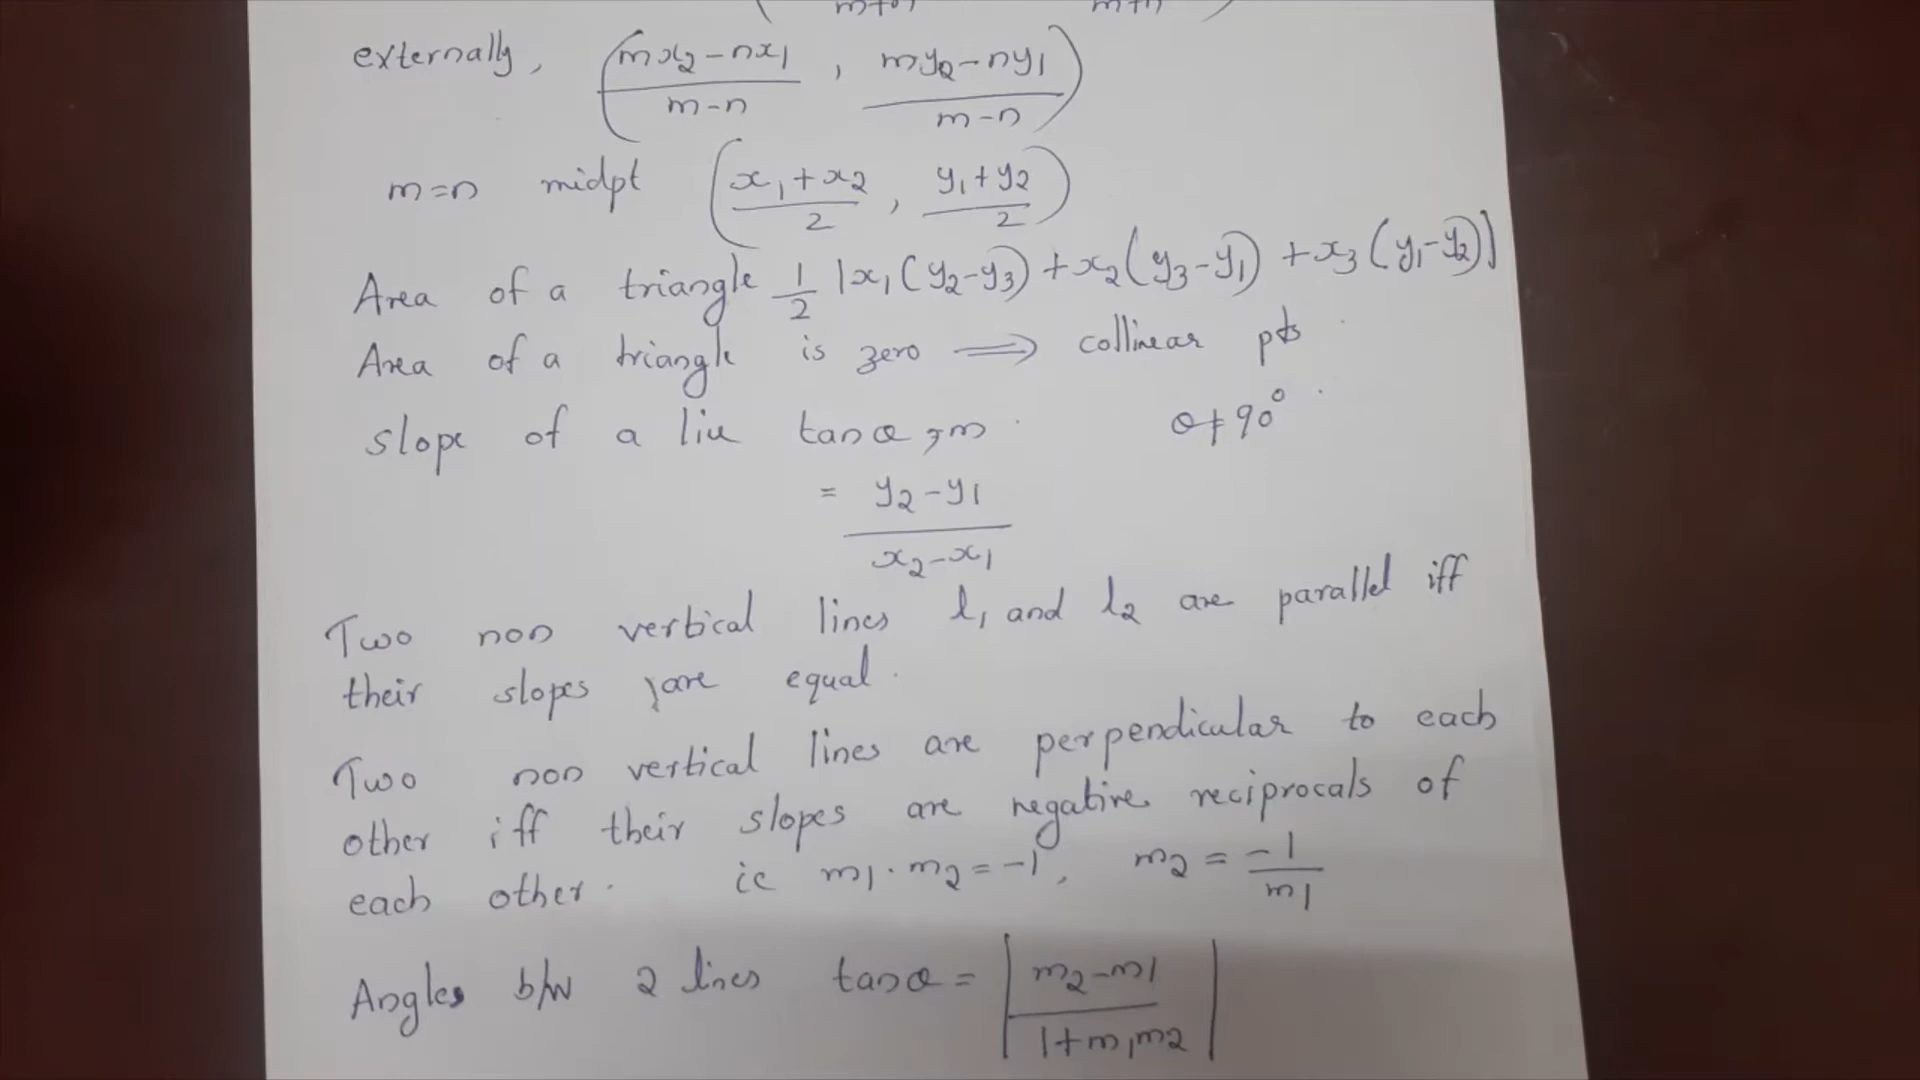 externally, ( mx₂ - nx₁ / m - n , my₂ - ny₁ / m - n )
m = n midpt ( x₁ + x₂ / 2 , y₁ + y₂ / 2 )
Area of a triangle 1/2 |x₁ (y₂ - y₃) + x₂ (y₃ - y₁) + x₃ (y₁ - y₂)|
Area of a triangle is zero ⟹ collinear pts
slope of a line tan θ = m . θ ≠ 90°
= y₂ - y₁ / x₂ - x₁
Two non vertical lines l₁ and l₂ are parallel iff
their slopes are equal.
Two non vertical lines are perpendicular to each
other iff their slopes are negative reciprocals of
each other. ie m₁ . m₂ = -1, m₂ = -1 / m₁
Angles b/w 2 lines tan θ = | m₂ - m₁ / 1 + m₁m₂ |